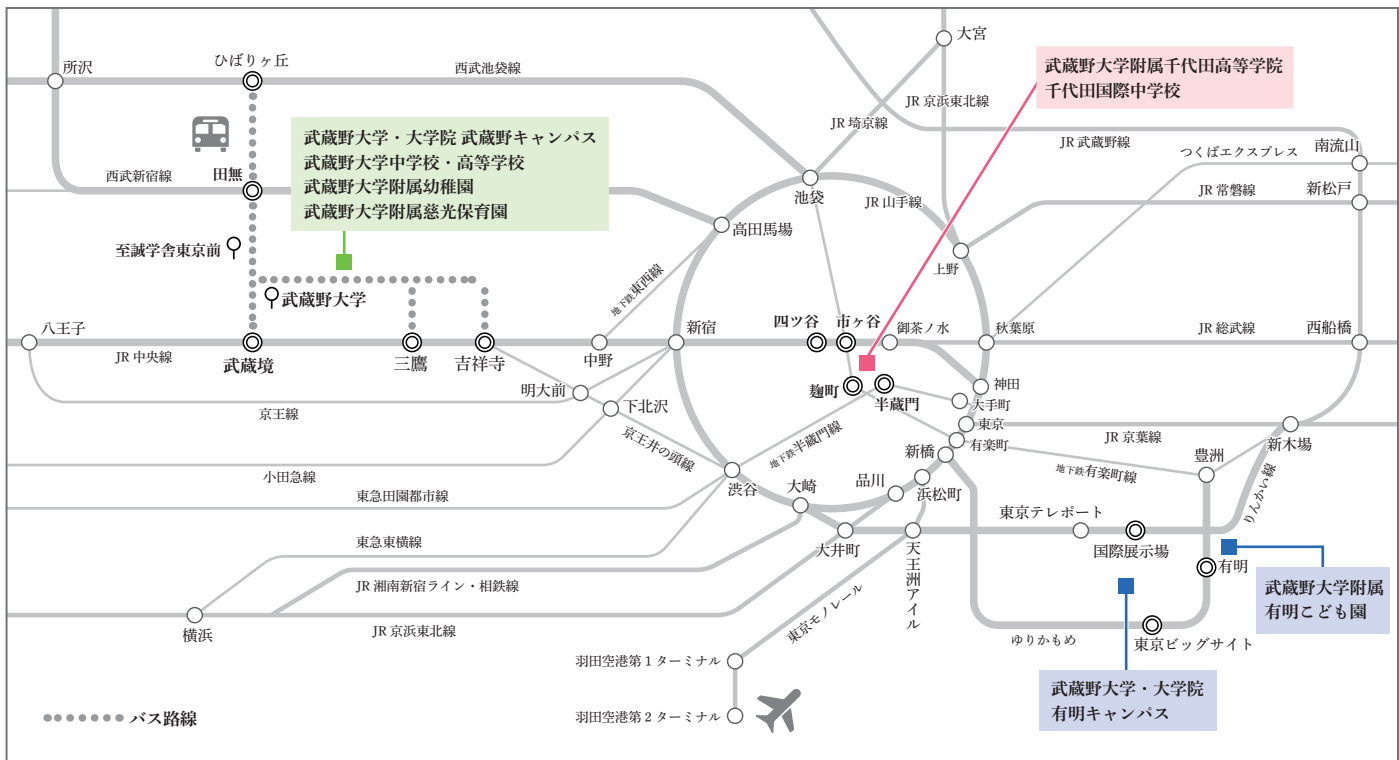 大宮
武蔵野大学附属千代田高等学院
千代田国際中学校
所沢
ひばりヶ丘
西武池袋線
JR 京浜東北線
JR 埼京線
JR 武蔵野線
つくばエクスプレス
南流山
武蔵野大学・大学院 武蔵野キャンパス
武蔵野大学中学校・高等学校
武蔵野大学附属幼稚園
武蔵野大学附属慈光保育園
西武新宿線
田無
池袋
JR 山手線
JR 常磐線
新松戸
高田馬場
至誠学舎東京前
上野
地下鉄東西線
武蔵野大学
八王子
JR 中央線
武蔵境
三鷹
吉祥寺
中野
新宿
四ツ谷
市ヶ谷
御茶ノ水
秋葉原
JR 総武線
西船橋
明大前
麹町
半蔵門
神田
大手町
京王線
下北沢
東京
有楽町
JR 京葉線
新木場
京王井の頭線
地下鉄半蔵門線
新橋
地下鉄有楽町線
豊洲
小田急線
渋谷
大崎
品川
浜松町
りんかい線
東急田園都市線
東京テレポート
国際展示場
東急東横線
大井町
天王洲アイル
有明
武蔵野大学附属
有明こども園
JR 湘南新宿ライン・相鉄線
横浜
JR 京浜東北線
東京モノレール
ゆりかもめ
東京ビッグサイト
羽田空港第1ターミナル
武蔵野大学・大学院
有明キャンパス
羽田空港第2ターミナル
バス路線